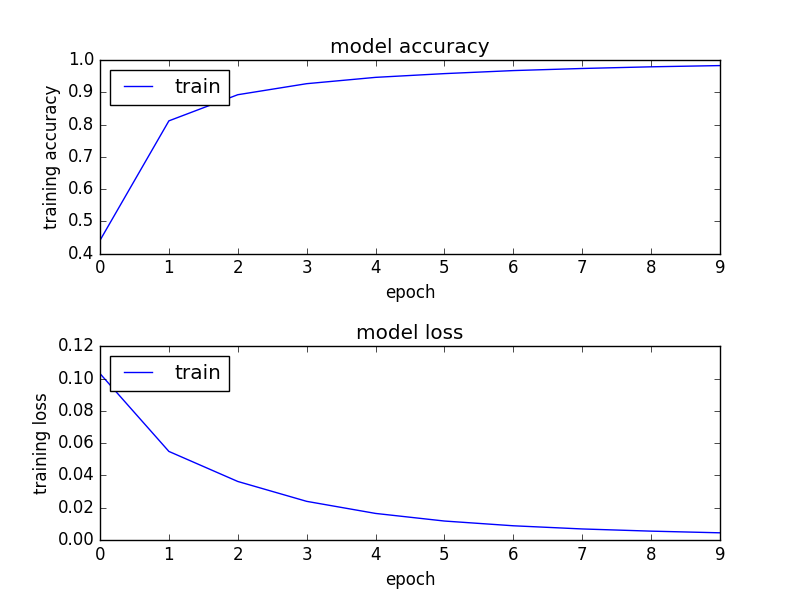 model accuracy
1.0
0.9
0.8
0.7
0.6
0.5
0.4
training accuracy
train
0 1 2 3 4 5 6 7 8 9
epoch
model loss
0.12
0.10
0.08
0.06
0.04
0.02
0.00
training loss
train
0 1 2 3 4 5 6 7 8 9
epoch